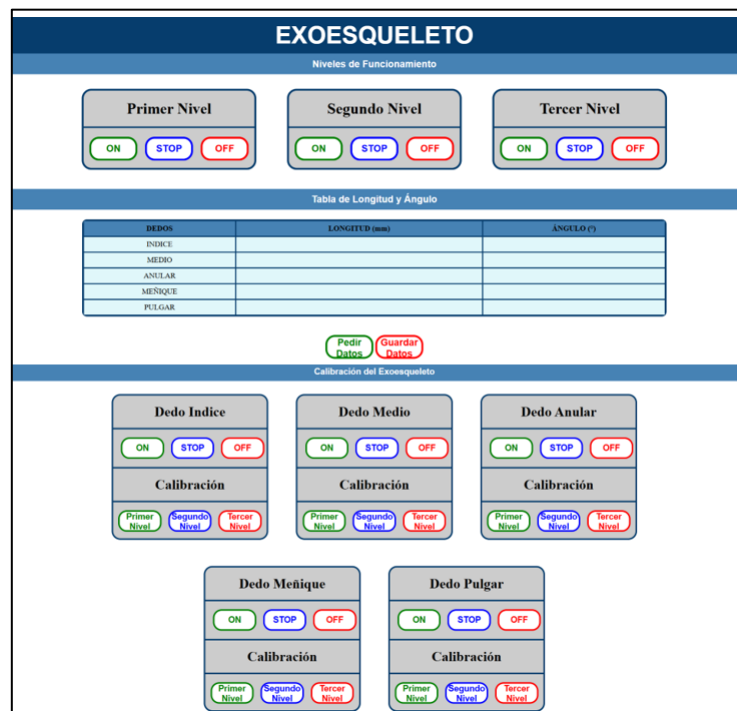 EXOESQUELETO
Niveles de Funcionamiento
Primer Nivel Segundo Nivel Tercer Nivel
ON STOP OFF ON STOP OFF ON STOP OFF
Tabla de Longitud y Ángulo
DEDOS LONGITUD (mm) ÁNGULO (°)
INDICE
MEDIO
ANULAR
MEÑIQUE
PULGAR
Pedir Guardar
Datos Datos
Calibración del Exoesqueleto
Dedo Indice Dedo Medio Dedo Anular
ON STOP OFF ON STOP OFF ON STOP OFF
Calibración Calibración Calibración
Primer Segundo Tercer Primer Segundo Tercer Primer Segundo Tercer
Nivel Nivel Nivel Nivel Nivel Nivel Nivel Nivel Nivel
Dedo Meñique Dedo Pulgar
ON STOP OFF ON STOP OFF
Calibración Calibración
Primer Segundo Tercer Primer Segundo Tercer
Nivel Nivel Nivel Nivel Nivel Nivel